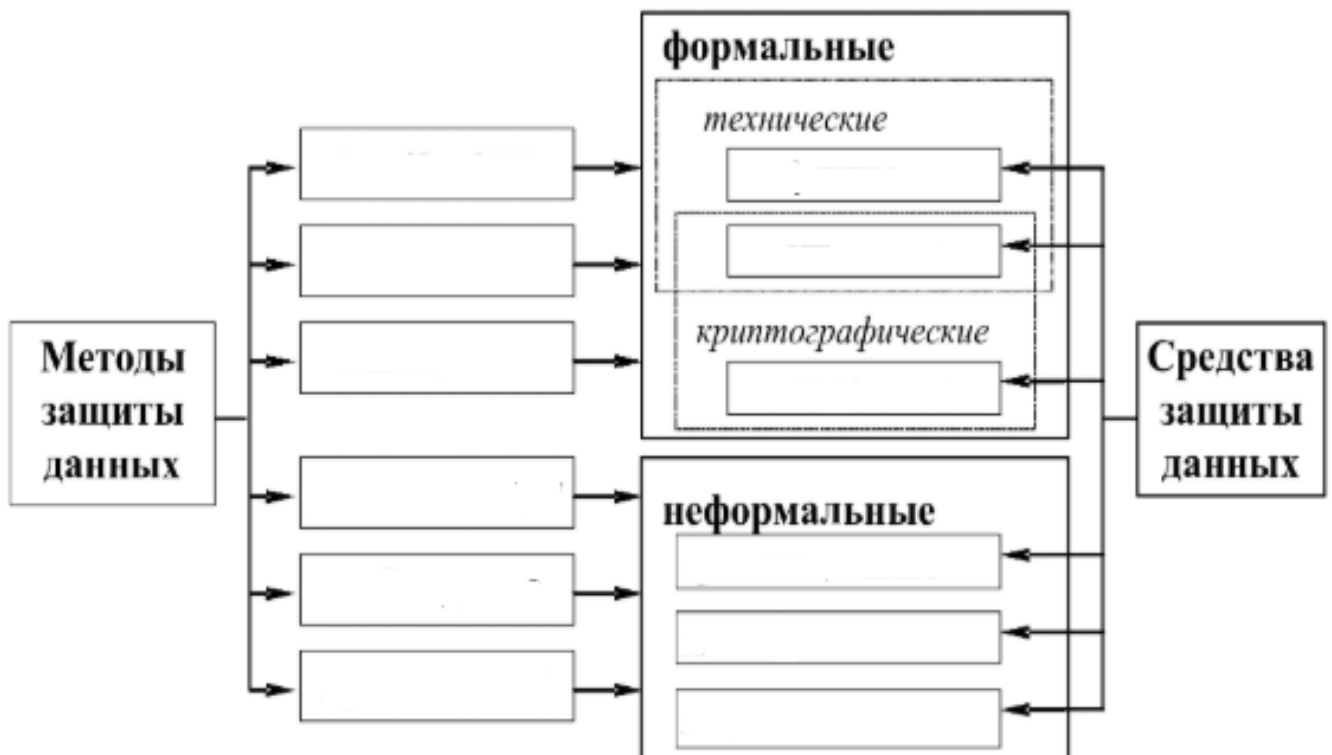 формальные
технические
криптографические
Методы
защиты
данных
Средства
защиты
данных
неформальные